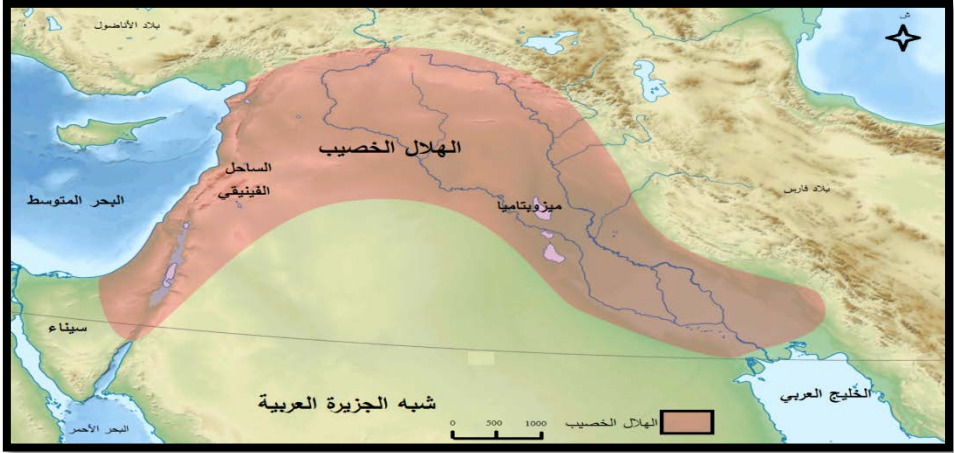 بلاد الأناضول
ش
الهلال الخصيب
الساحل
الفينيقي
البحر المتوسط
ميزوبتاميا
بلاد فارس
سيناء
شبه الجزيرة العربية
الخليج العربي
البحر الأحمر
0 500 1000
الهلال الخصيب